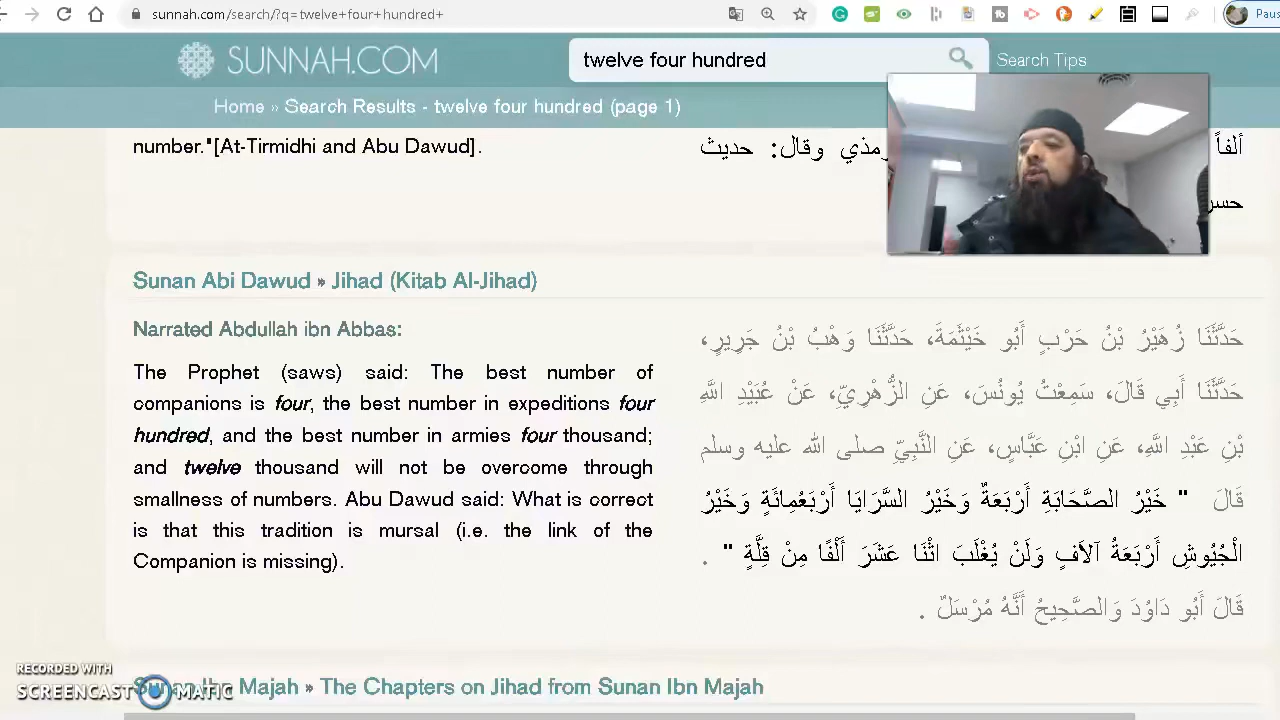 sunnah.com/search/?q=twelve+four+hundred+
Paus
SUNNAH.COM
twelve four hundred
Search Tips
Home » Search Results - twelve four hundred (page 1)
number."[At-Tirmidhi and Abu Dawud].
ألفاً
وقال: حديث
Sunan Abi Dawud » Jihad (Kitab Al-Jihad)
Narrated Abdullah ibn Abbas:
The Prophet (saws) said: The best number of
companions is four, the best number in expeditions four
hundred, and the best number in armies four thousand;
and twelve thousand will not be overcome through
smallness of numbers. Abu Dawud said: What is correct
is that this tradition is mursal (i.e. the link of the
Companion is missing).
حَدَّثَنَا زُهَيْرُ بْنُ حَرْبٍ أَبُو خَيْثَمَةَ، حَدَّثَنَا وَهْبُ بْنُ جَرِيرٍ،
حَدَّثَنَا أَبِي قَالَ، سَمِعْتُ يُونُسَ، عَنِ الزُّهْرِيِّ، عَنْ عُبَيْدِ اللَّهِ
بْنِ عَبْدِ اللَّهِ، عَنِ ابْنِ عَبَّاسٍ، عَنِ النَّبِيِّ صلى الله عليه وسلم
قَالَ " خَيْرُ الصَّحَابَةِ أَرْبَعَةٌ وَخَيْرُ السَّرَايَا أَرْبَعُمِائَةٍ وَخَيْرُ
الْجُيُوشِ أَرْبَعَةُ آلاَفٍ وَلَنْ يُغْلَبَ اثْنَا عَشَرَ أَلْفًا مِنْ قِلَّةٍ " .
قَالَ أَبُو دَاوُدَ وَالصَّحِيحُ أَنَّهُ مُرْسَلٌ .
Sunan Ibn Majah » The Chapters on Jihad from Sunan Ibn Majah
RECORDED WITH
SCREENCAST MATIC